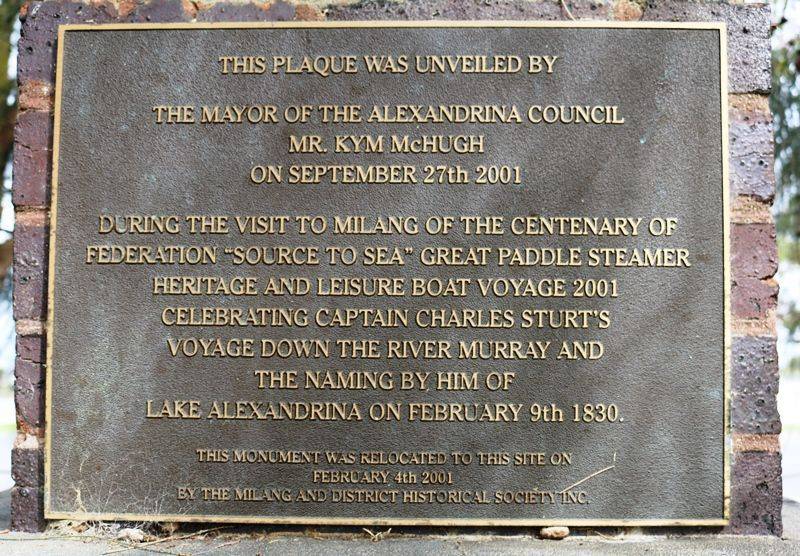 THIS PLAQUE WAS UNVEILED BY
THE MAYOR OF THE ALEXANDRINA COUNCIL
MR. KYM McHUGH
ON SEPTEMBER 27th 2001
DURING THE VISIT TO MILANG OF THE CENTENARY OF
FEDERATION "SOURCE TO SEA" GREAT PADDLE STEAMER
HERITAGE AND LEISURE BOAT VOYAGE 2001
CELEBRATING CAPTAIN CHARLES STURT'S
VOYAGE DOWN THE RIVER MURRAY AND
THE NAMING BY HIM OF
LAKE ALEXANDRINA ON FEBRUARY 9th 1830.
THIS MONUMENT WAS RELOCATED TO THIS SITE ON
FEBRUARY 4th 2001
BY THE MILANG AND DISTRICT HISTORICAL SOCIETY INC.